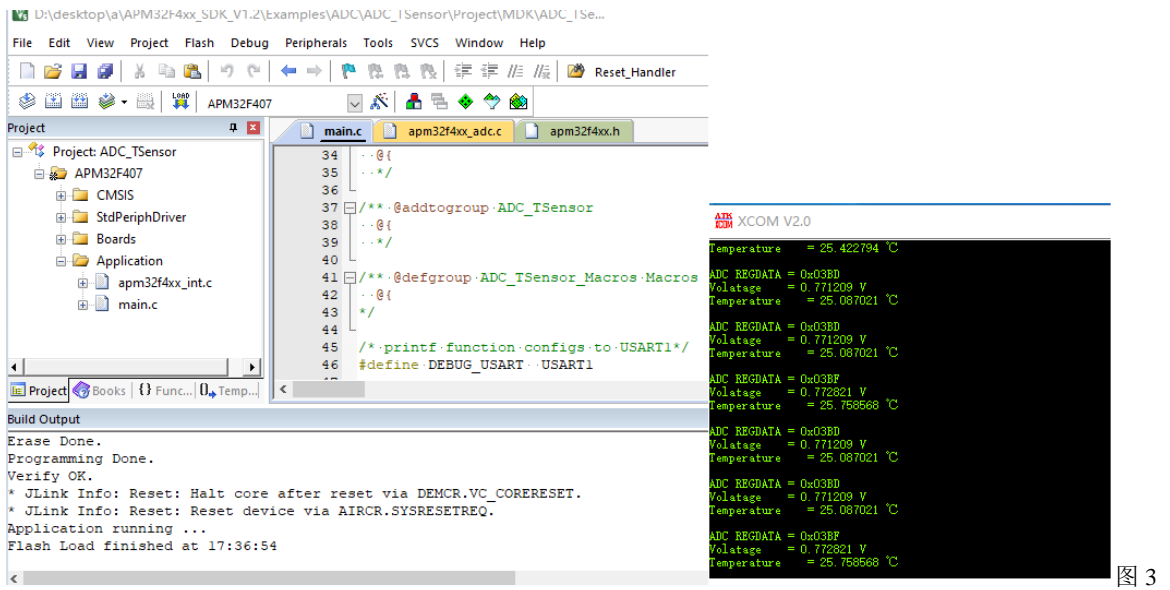 D:\desktop\a\APM32F4xx_SDK_V1.2\Examples\ADC\ADC_TSensor\Project\MDK\ADC_TSe...
File Edit View Project Flash Debug Peripherals Tools SVCS Window Help
Reset_Handler
LOAD APM32F407
Project
Project: ADC_TSensor
APM32F407
CMSIS
StdPeriphDriver
Boards
Application
apm32f4xx_int.c
main.c
Project Books {} Func... Temp...
main.c apm32f4xx_adc.c apm32f4xx.h
34 @{
35 */
36
37 /** @addtogroup ADC_TSensor
38 @{
39 */
40
41 /** @defgroup ADC_TSensor_Macros Macros
42 @{
43 */
44
45 /* printf function configs to USART1*/
46 #define DEBUG_USART USART1
Build Output
Erase Done.
Programming Done.
Verify OK.
* JLink Info: Reset: Halt core after reset via DEMCR.VC_CORERESET.
* JLink Info: Reset: Reset device via AIRCR.SYSRESETREQ.
Application running ...
Flash Load finished at 17:36:54
ATK XCOM XCOM V2.0
Temperature = 25.422794 ℃
ADC REGDATA = 0x03BD
Volatage = 0.771209 V
Temperature = 25.087021 ℃
ADC REGDATA = 0x03BD
Volatage = 0.771209 V
Temperature = 25.087021 ℃
ADC REGDATA = 0x03BF
Volatage = 0.772821 V
Temperature = 25.758568 ℃
ADC REGDATA = 0x03BD
Volatage = 0.771209 V
Temperature = 25.087021 ℃
ADC REGDATA = 0x03BD
Volatage = 0.771209 V
Temperature = 25.087021 ℃
ADC REGDATA = 0x03BF
Volatage = 0.772821 V
Temperature = 25.758568 ℃
图 3